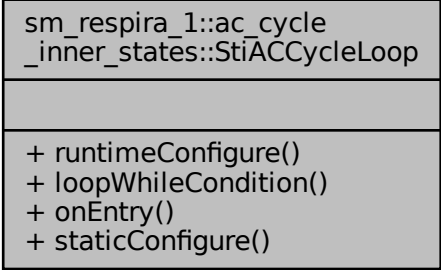 sm_respira_1::ac_cycle
_inner_states::StiACCycleLoop
+ runtimeConfigure()
+ loopWhileCondition()
+ onEntry()
+ staticConfigure()